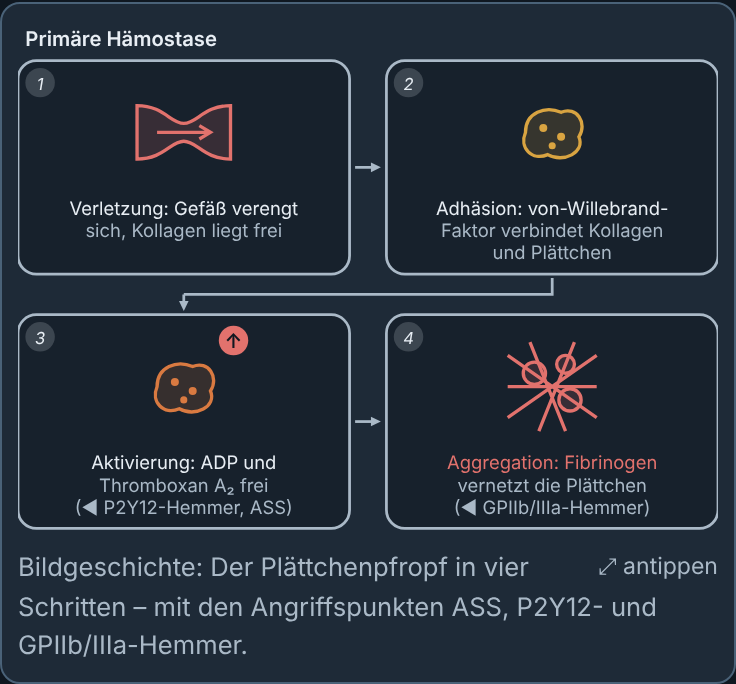 Primäre Hämostase
1
Verletzung: Gefäß verengt
sich, Kollagen liegt frei
2
Adhäsion: von-Willebrand-
Faktor verbindet Kollagen
und Plättchen
3
Aktivierung: ADP und
Thromboxan A₂ frei
(◀ P2Y12-Hemmer, ASS)
4
Aggregation: Fibrinogen
vernetzt die Plättchen
(◀ GPIIb/IIIa-Hemmer)
Bildgeschichte: Der Plättchenpfropf in vier
Schritten – mit den Angriffspunkten ASS, P2Y12- und
GPIIb/IIIa-Hemmer.
⤢ antippen